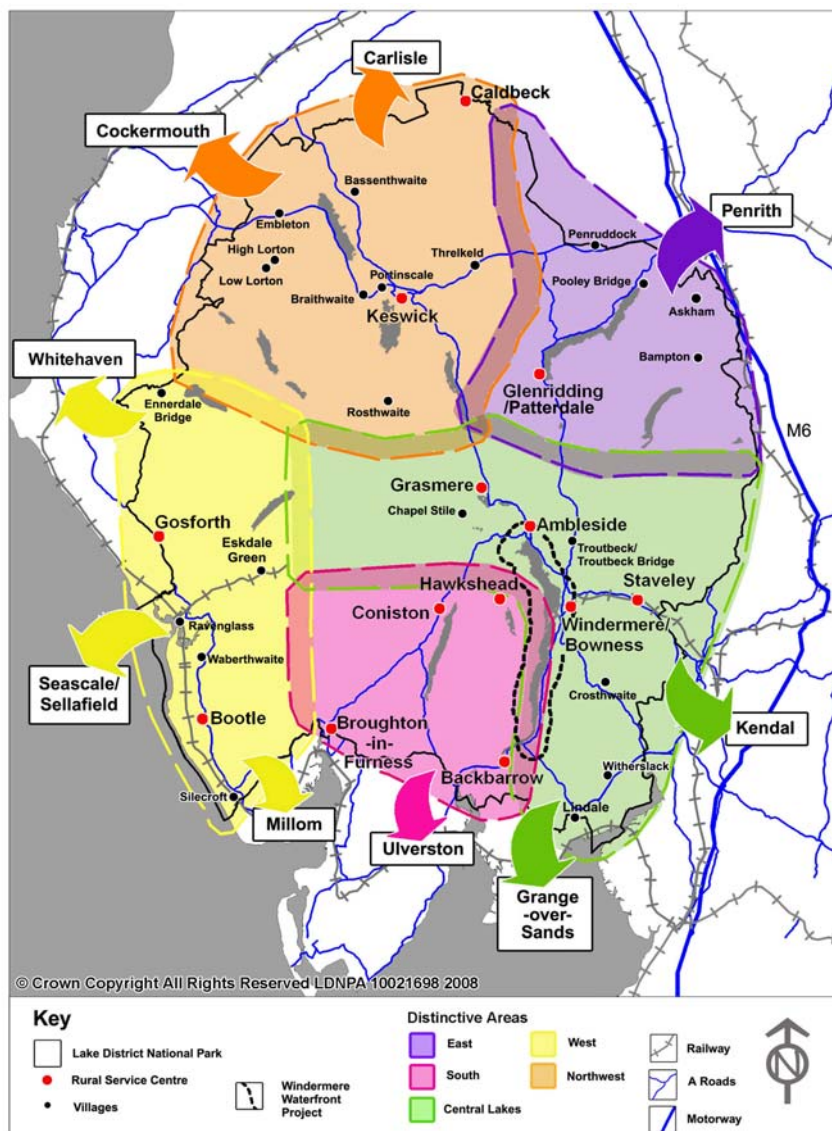 Carlisle
Caldbeck
Cockermouth
Bassenthwaite
Penrith
Embleton
Penruddock
High Lorton
Threlkeld
Low Lorton
Portinscale
Pooley Bridge
Braithwaite
Askham
Keswick
Whitehaven
Bampton
Ennerdale
Bridge
Rosthwaite
Glenridding
/Patterdale
M6
Grasmere
Chapel Stile
Gosforth
Ambleside
Eskdale
Green
Troutbeck/
Troutbeck Bridge
Hawkshead
Staveley
Coniston
Ravenglass
Windermere/
Bowness
Waberthwaite
Seascale/
Sellafield
Crosthwaite
Bootle
Broughton
-in-
Furness
Kendal
Backbarrow
Witherslack
Silecroft
Millom
Lindale
Ulverston
Grange
-over-
Sands
© Crown Copyright All Rights Reserved LDNPA 10021698 2008
Key
Lake District National Park
Rural Service Centre
Villages
Windermere
Waterfront
Project
Distinctive Areas
East
West
South
Northwest
Central Lakes
Railway
A Roads
Motorway
N